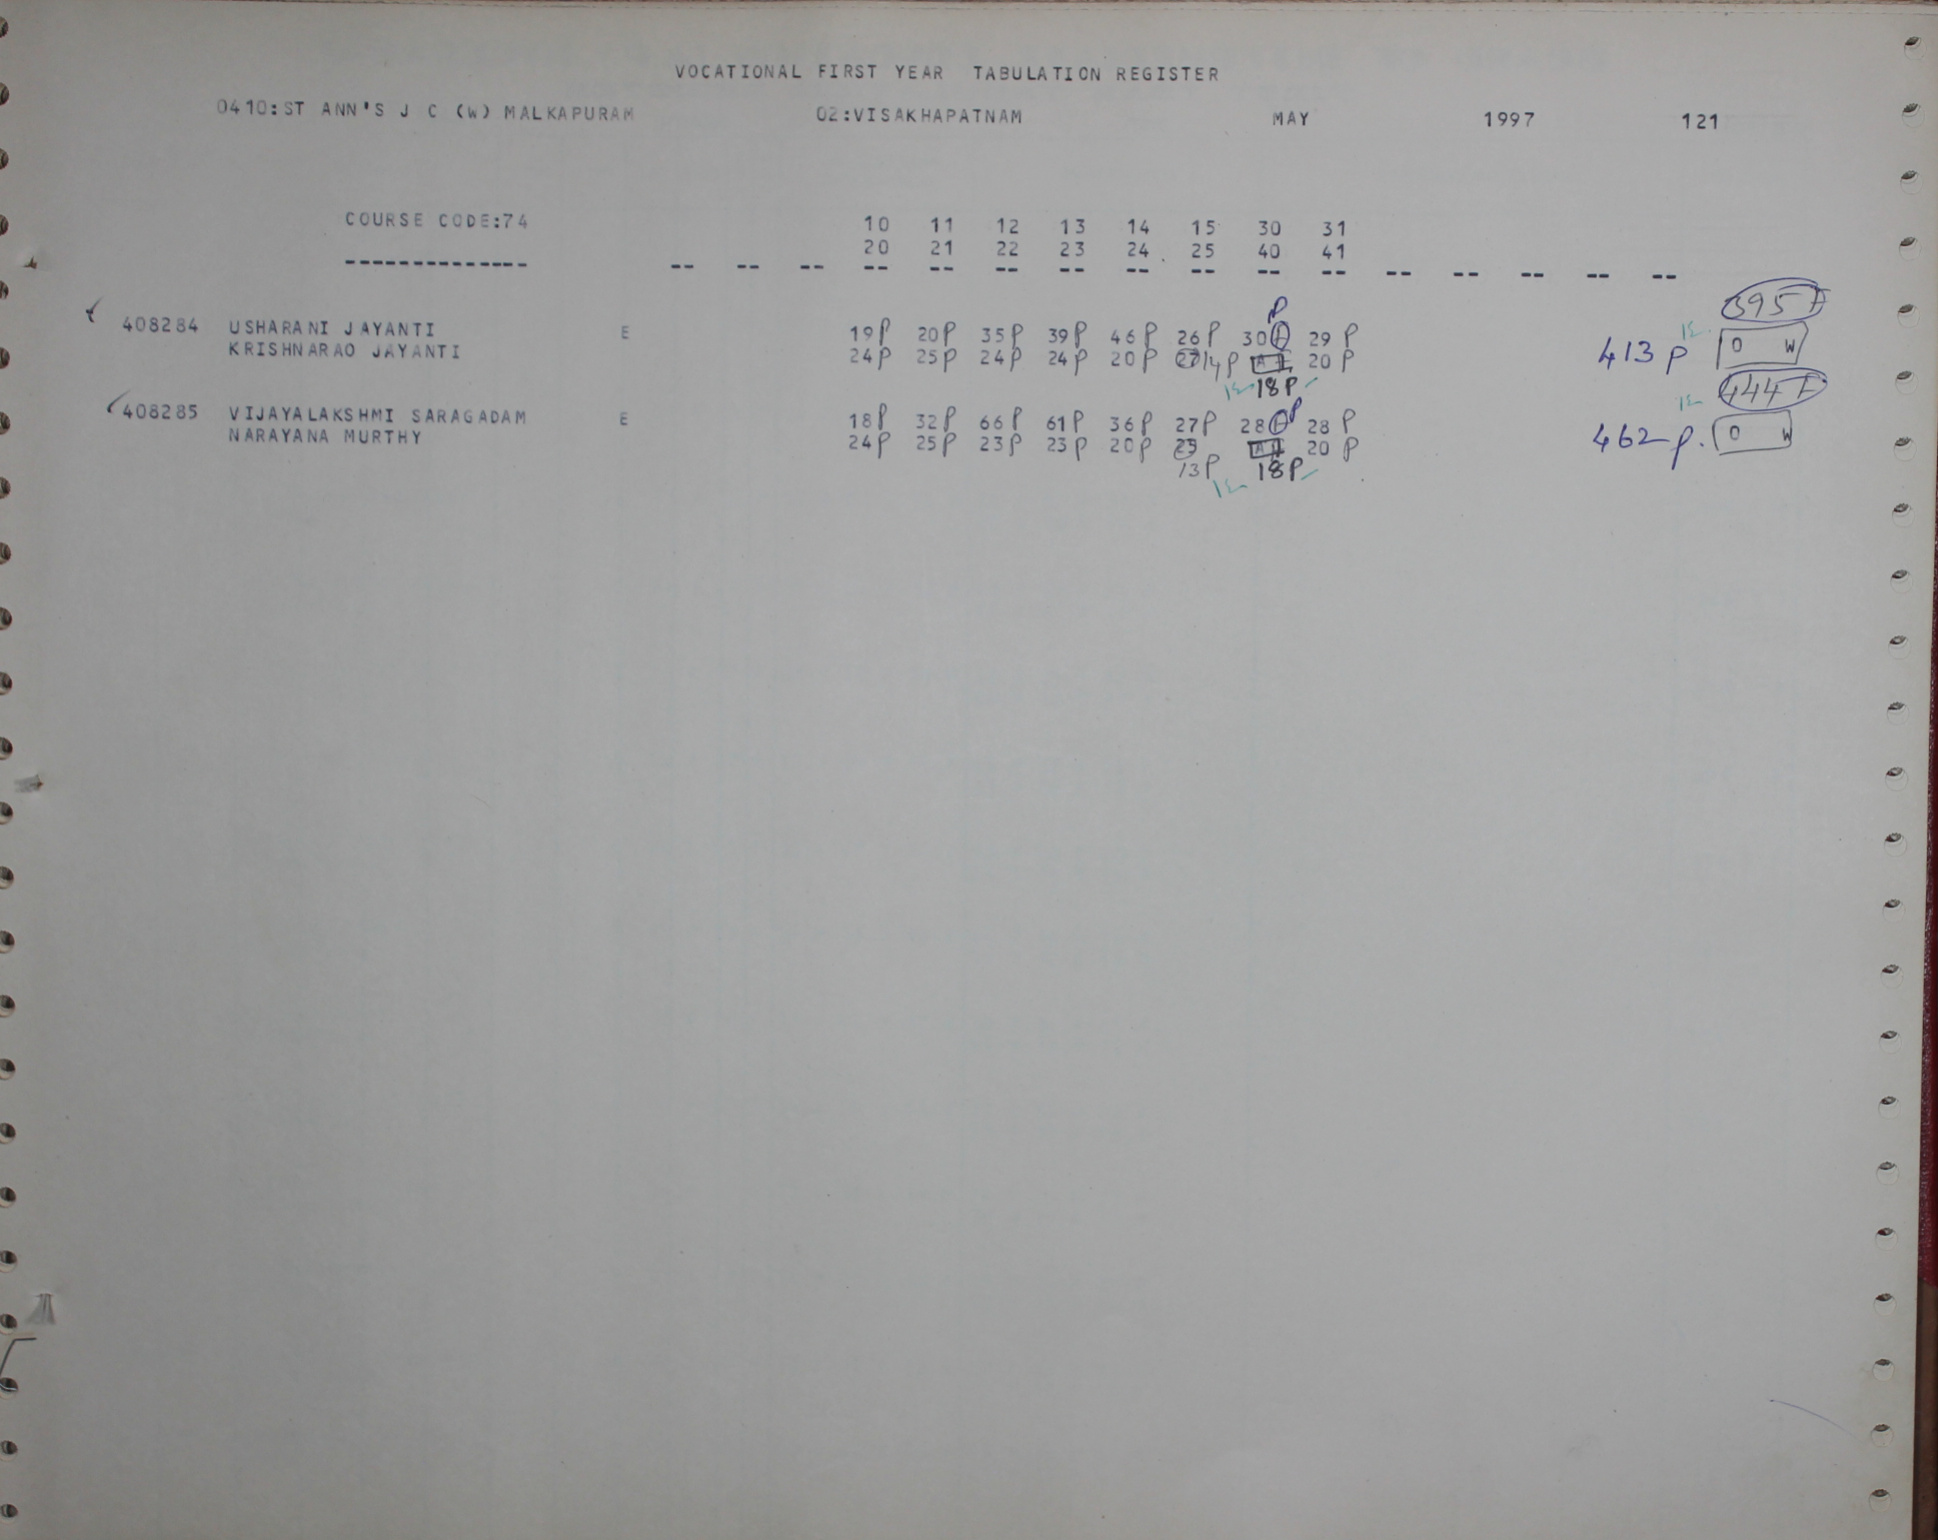 VOCATIONAL FIRST YEAR TABULATION REGISTER
0410:ST ANN'S J C (W) MALKAPURAM 02:VISAKHAPATNAM MAY 1997 121
COURSE CODE:74 10 11 12 13 14 15 30 31
20 21 22 23 24 25 40 41
-------------- -- -- -- -- -- -- -- -- -- -- -- -- -- -- -- --
395 F
P
408284 USHARANI JAYANTI E 19P 20P 35P 39P 46P 26P 30F 29P
KRISHNARAO JAYANTI 24P 25P 24P 24P 20P 27 14P A 20P 413 P 0 W
18P
444 F
408285 VIJAYALAKSHMI SARAGADAM E 18P 32P 66P 61P 36P 27P 28F P 28P
NARAYANA MURTHY 24P 25P 23P 23P 20P 25 A 20P 462 P. 0 W
13P 18P